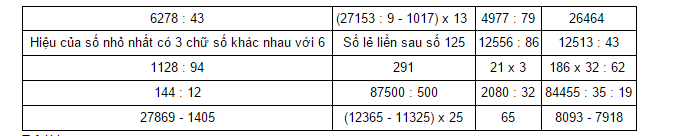 6278 : 43 (27153 : 9 - 1017) x 13 4977 : 79 26464
Hiệu của số nhỏ nhất có 3 chữ số khác nhau với 6 Số lẻ liền sau số 125 12556 : 86 12513 : 43
1128 : 94 291 21 x 3 186 x 32 : 62
144 : 12 87500 : 500 2080 : 32 84455 : 35 : 19
27869 - 1405 (12365 - 11325) x 25 65 8093 - 7918